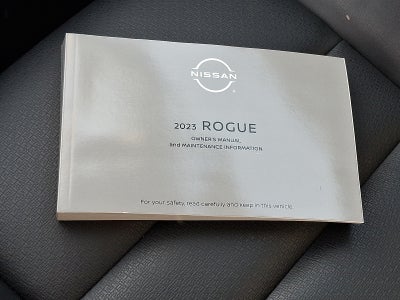 NISSAN
2023 ROGUE
OWNER'S MANUAL
and MAINTENANCE INFORMATION
For your safety, read carefully and keep in this vehicle.